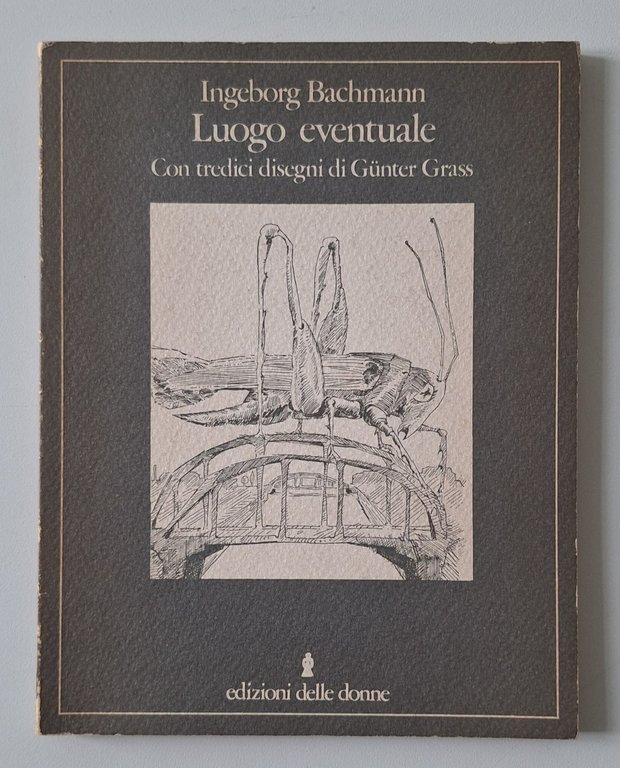 Ingeborg Bachmann
Luogo eventuale
Con tredici disegni di Günter Grass
edizioni delle donne